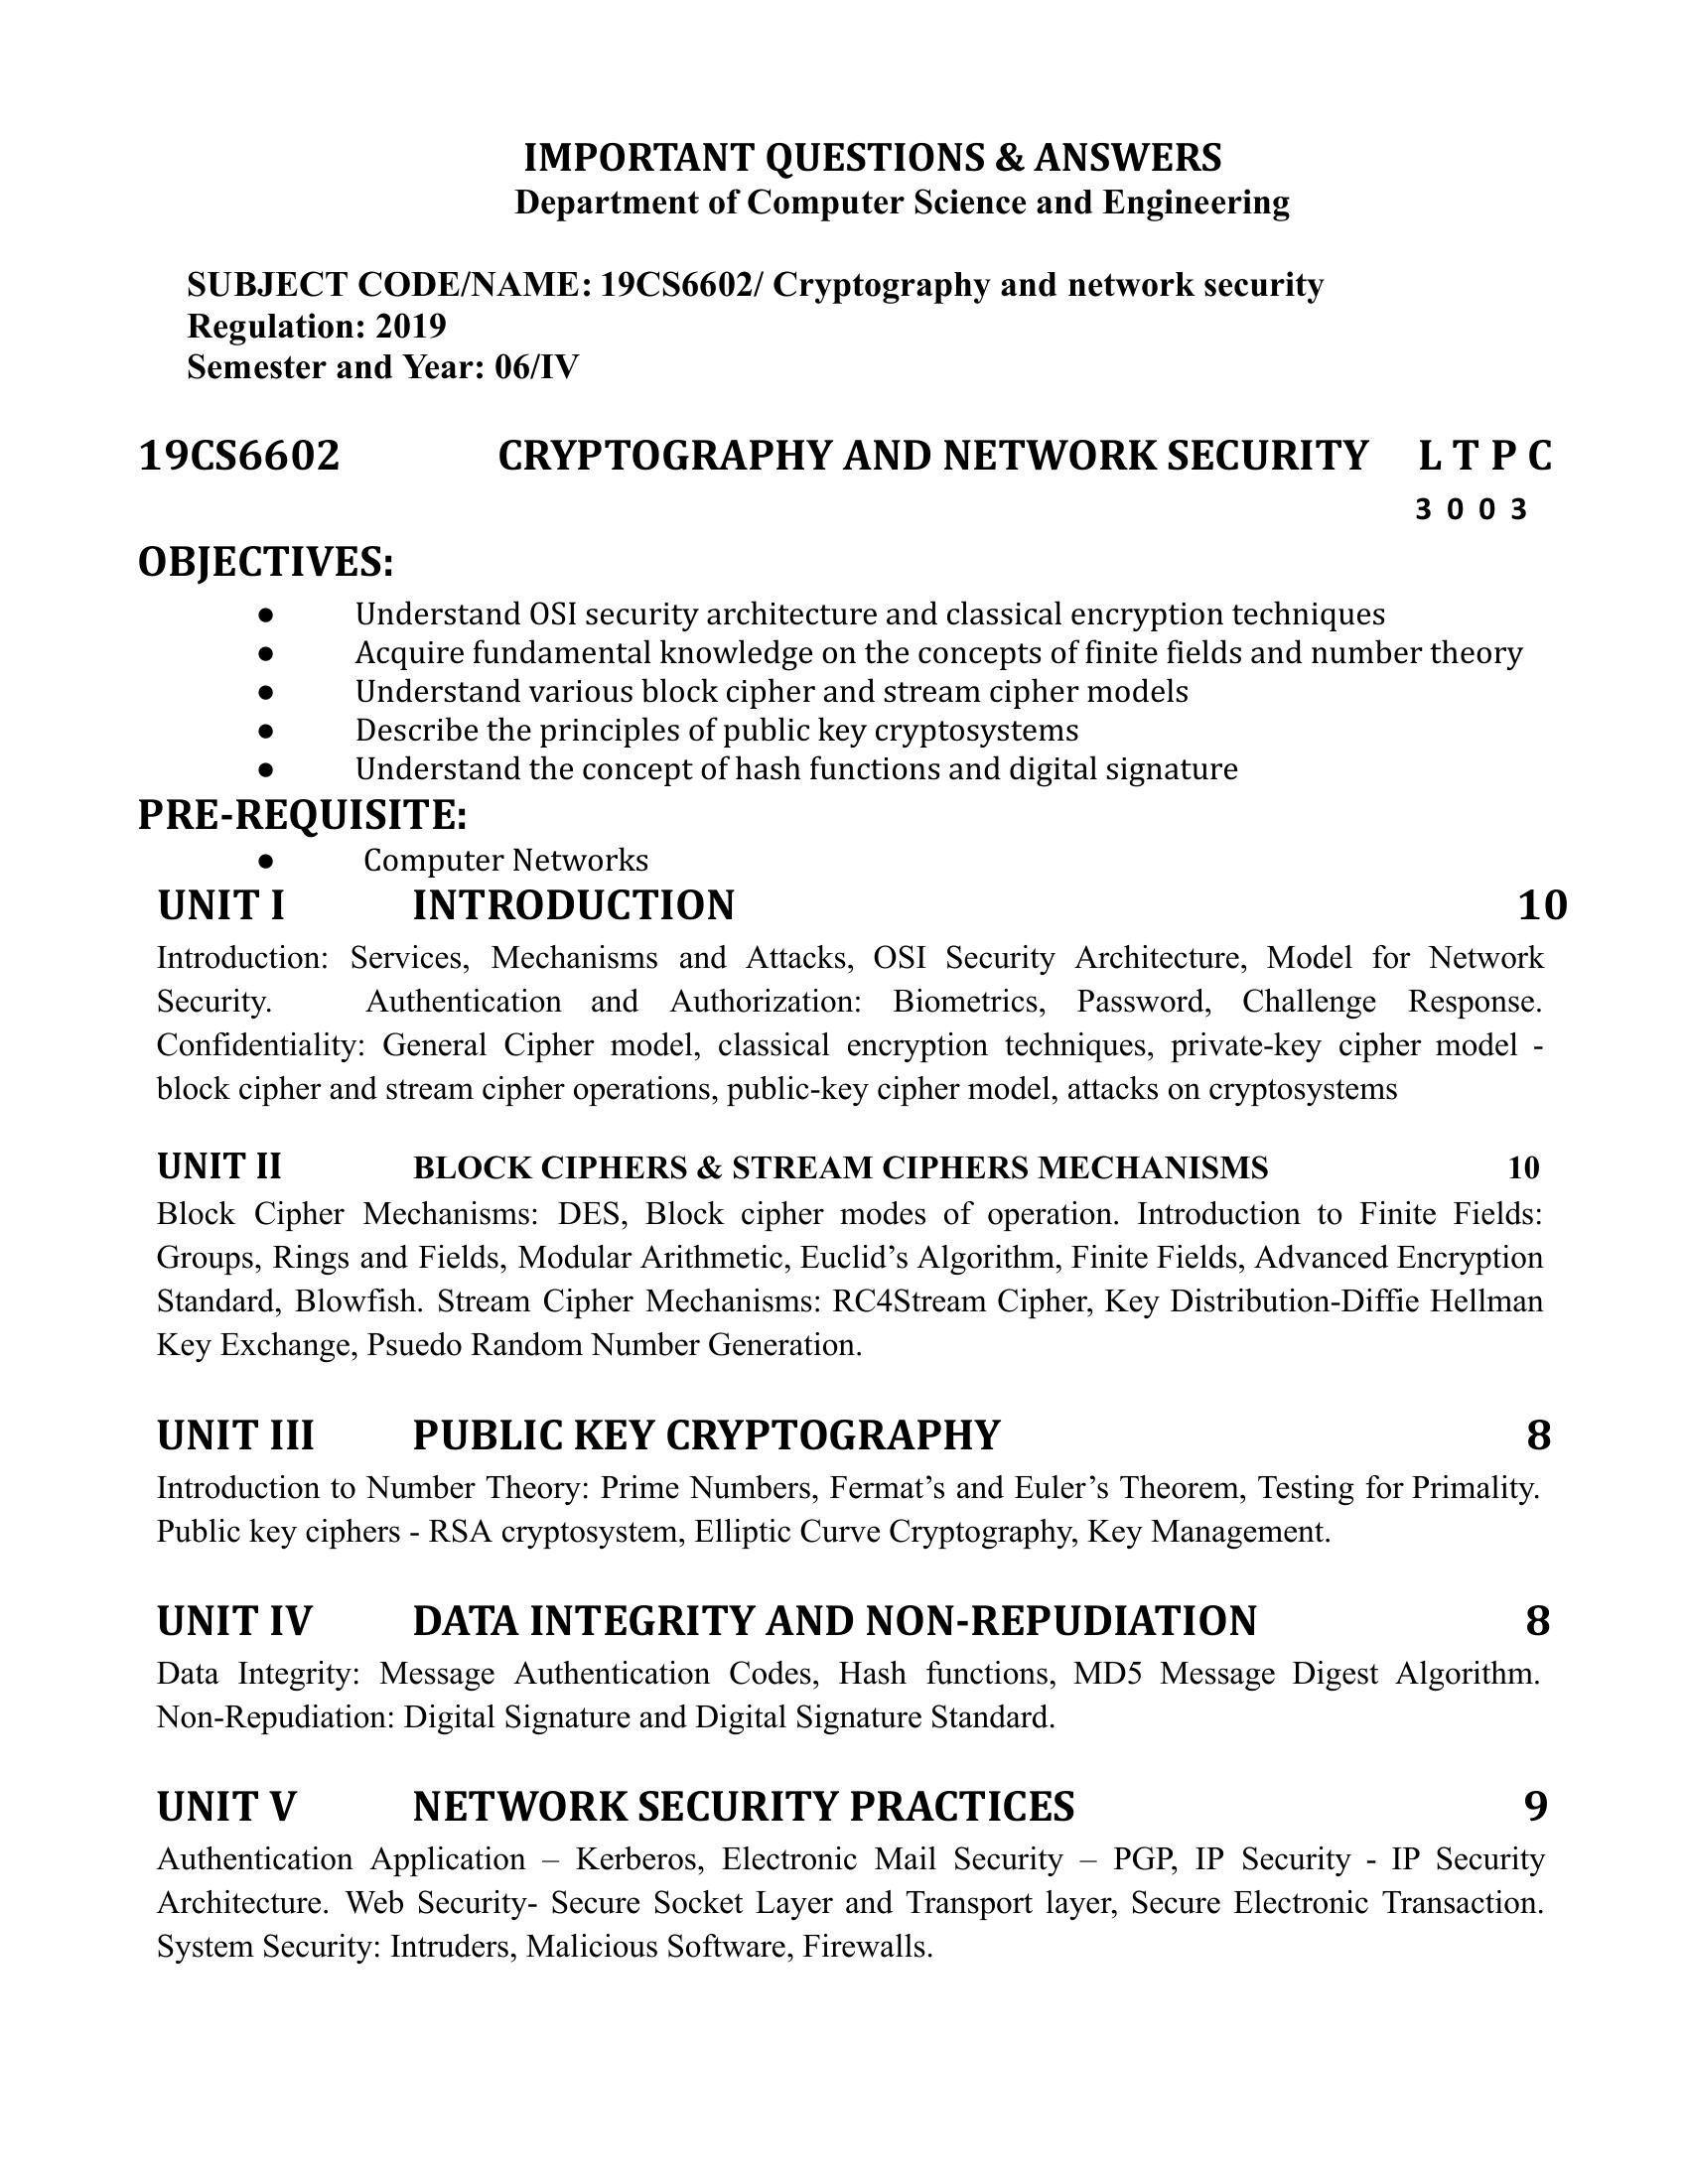 IMPORTANT QUESTIONS & ANSWERS
Department of Computer Science and Engineering
SUBJECT CODE/NAME: 19CS6602/ Cryptography and network security
Regulation: 2019
Semester and Year: 06/IV
19CS6602 CRYPTOGRAPHY AND NETWORK SECURITY L T P C
3 0 0 3
OBJECTIVES:
● Understand OSI security architecture and classical encryption techniques
● Acquire fundamental knowledge on the concepts of finite fields and number theory
● Understand various block cipher and stream cipher models
● Describe the principles of public key cryptosystems
● Understand the concept of hash functions and digital signature
PRE-REQUISITE:
● Computer Networks
UNIT I INTRODUCTION 10
Introduction: Services, Mechanisms and Attacks, OSI Security Architecture, Model for Network
Security. Authentication and Authorization: Biometrics, Password, Challenge Response.
Confidentiality: General Cipher model, classical encryption techniques, private-key cipher model -
block cipher and stream cipher operations, public-key cipher model, attacks on cryptosystems
UNIT II BLOCK CIPHERS & STREAM CIPHERS MECHANISMS 10
Block Cipher Mechanisms: DES, Block cipher modes of operation. Introduction to Finite Fields:
Groups, Rings and Fields, Modular Arithmetic, Euclid’s Algorithm, Finite Fields, Advanced Encryption
Standard, Blowfish. Stream Cipher Mechanisms: RC4Stream Cipher, Key Distribution-Diffie Hellman
Key Exchange, Psuedo Random Number Generation.
UNIT III PUBLIC KEY CRYPTOGRAPHY 8
Introduction to Number Theory: Prime Numbers, Fermat’s and Euler’s Theorem, Testing for Primality.
Public key ciphers - RSA cryptosystem, Elliptic Curve Cryptography, Key Management.
UNIT IV DATA INTEGRITY AND NON-REPUDIATION 8
Data Integrity: Message Authentication Codes, Hash functions, MD5 Message Digest Algorithm.
Non-Repudiation: Digital Signature and Digital Signature Standard.
UNIT V NETWORK SECURITY PRACTICES 9
Authentication Application – Kerberos, Electronic Mail Security – PGP, IP Security - IP Security
Architecture. Web Security- Secure Socket Layer and Transport layer, Secure Electronic Transaction.
System Security: Intruders, Malicious Software, Firewalls.